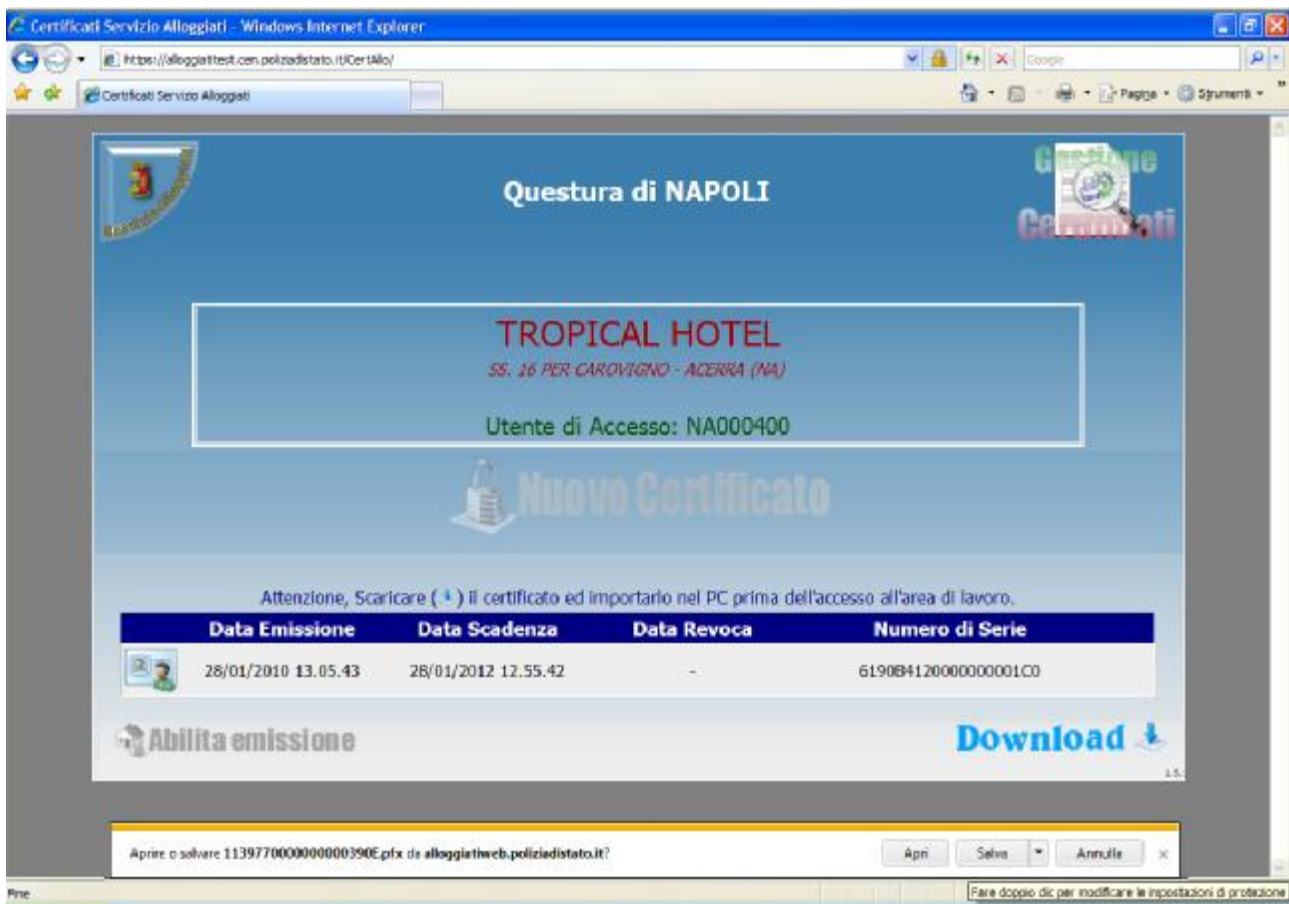 Certificati Servizio Alloggiati - Windows Internet Explorer
https://alloggiatitest.cen.poliziadistato.it/CertAllo/
Google
Certificati Servizio Alloggiati
Pagina
Strumenti
Questura di NAPOLI
Gestione
TROPICAL HOTEL
SS. 16 PER CAROVIGNO - ACERRA (NA)
Utente di Accesso: NA000400
Nuovo Certificato
Attenzione, Scaricare ( ) il certificato ed importarlo nel PC prima dell'accesso all'area di lavoro.
Data Emissione Data Scadenza Data Revoca Numero di Serie
28/01/2010 13.05.43 28/01/2012 12.55.42 - 6190B4120000000001C0
Abilita emissione
Download
1.5.
Aprire o salvare 1139770000000000390E.pfx da alloggiatiweb.poliziadistato.it?
Apri Salva Annulla
Fine
Fare doppio clic per modificare le impostazioni di protezione